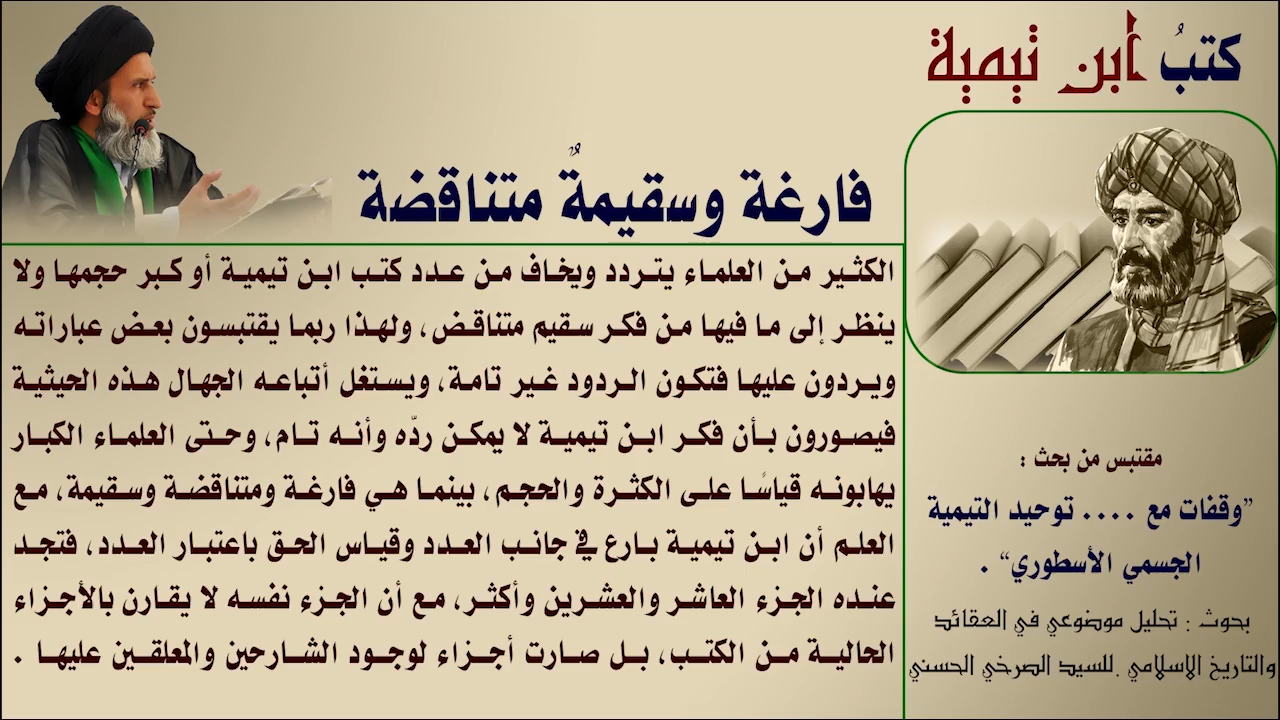 كتبُ ابن تيمية
فارغة وسقيمةٌ متناقضة
الكثير من العلماء يتردد ويخاف من عدد كتب ابن تيمية أو كبر حجمها ولا
ينظر إلى ما فيها من فكر سقيم متناقض، ولهذا ربما يقتبسون بعض عباراته
ويردون عليها فتكون الردود غير تامة، ويستغل أتباعه الجهال هذه الحيثية
فيصورون بأن فكر ابن تيمية لا يمكن ردّه وأنه تام، وحتى العلماء الكبار
يهابونه قياسًا على الكثرة والحجم، بينما هي فارغة ومتناقضة وسقيمة، مع
العلم أن ابن تيمية بارع في جانب العدد وقياس الحق باعتبار العدد، فتجد
عنده الجزء العاشر والعشرين وأكثر، مع أن الجزء نفسه لا يقارن بالأجزاء
الحالية من الكتب، بل صارت أجزاء لوجود الشارحين والمعلقين عليها .
مقتبس من بحث :
”وقفات مع .... توحيد التيمية
الجسمي الأسطوري“ .
بحوث : تحليل موضوعي في العقائد
والتاريخ الاسلامي .للسيد الصرخي الحسني